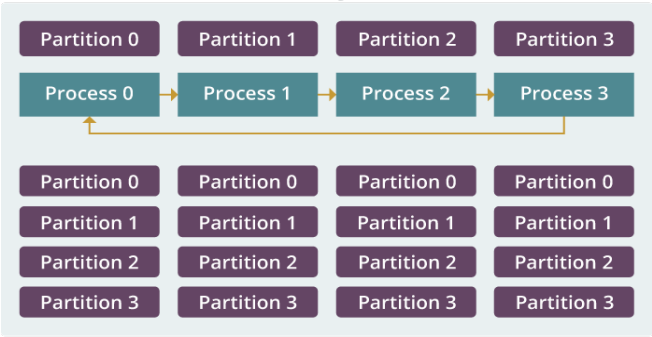 Partition 0 Partition 1 Partition 2 Partition 3
Process 0 Process 1 Process 2 Process 3
Partition 0 Partition 0 Partition 0 Partition 0
Partition 1 Partition 1 Partition 1 Partition 1
Partition 2 Partition 2 Partition 2 Partition 2
Partition 3 Partition 3 Partition 3 Partition 3